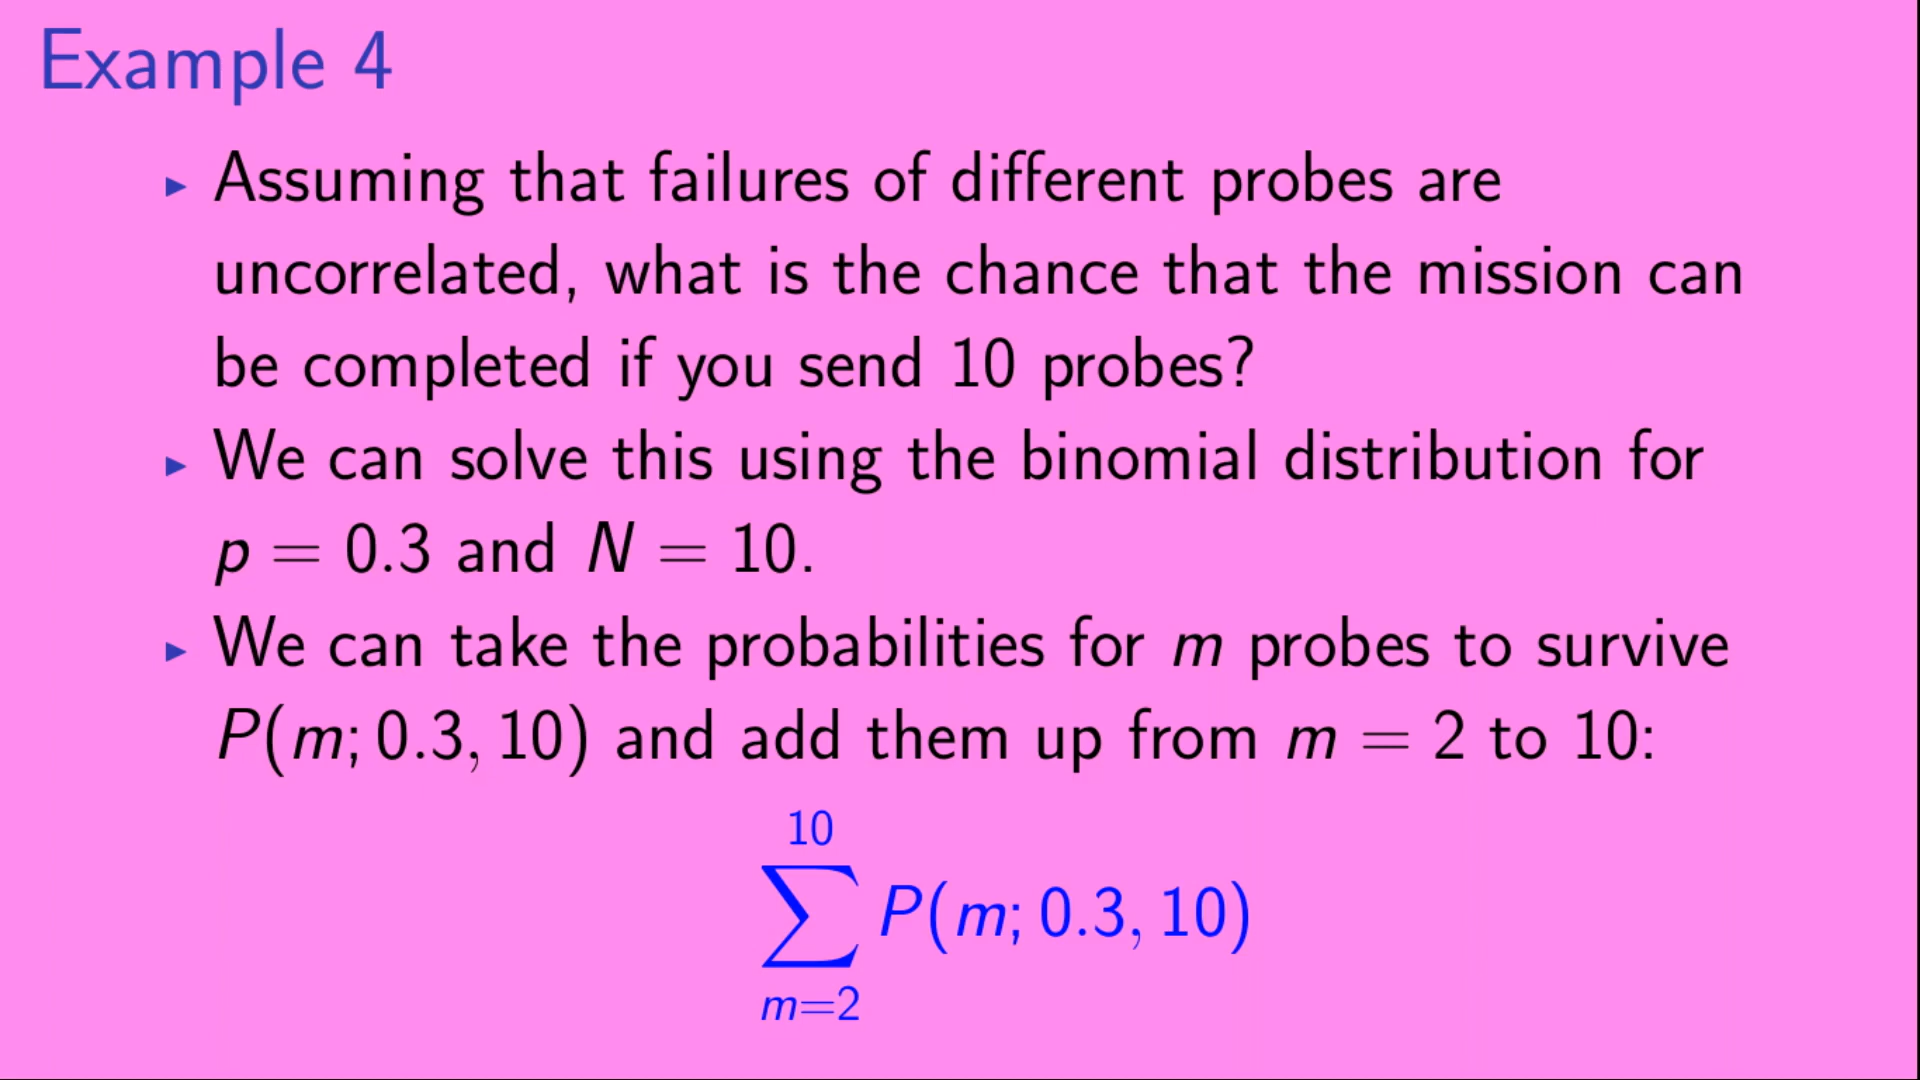 Example 4
▶ Assuming that failures of different probes are
uncorrelated, what is the chance that the mission can
be completed if you send 10 probes?
▶ We can solve this using the binomial distribution for
p = 0.3 and N = 10.
▶ We can take the probabilities for m probes to survive
P(m; 0.3, 10) and add them up from m = 2 to 10:
10
∑ P(m; 0.3, 10)
m=2